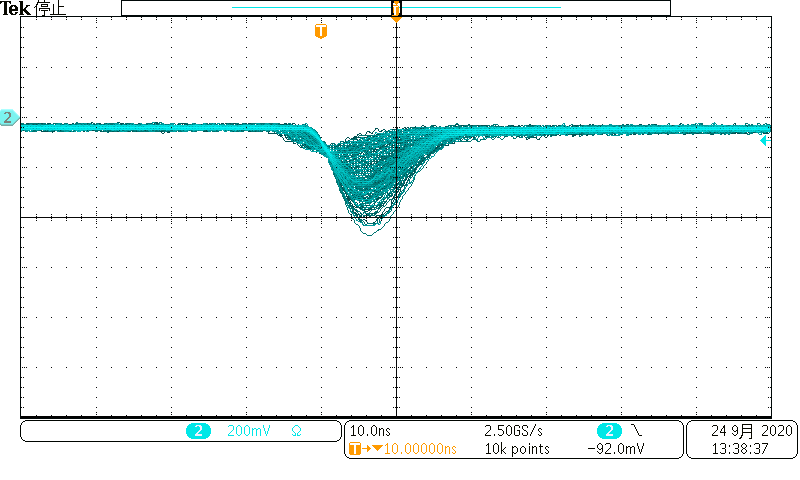 Tek 停止
T
T
2
2 200mV Ω
10.0ns 2.50GS/s 2
T→▼10.00000ns 10k points −92.0mV
24 9月 2020
13:38:37